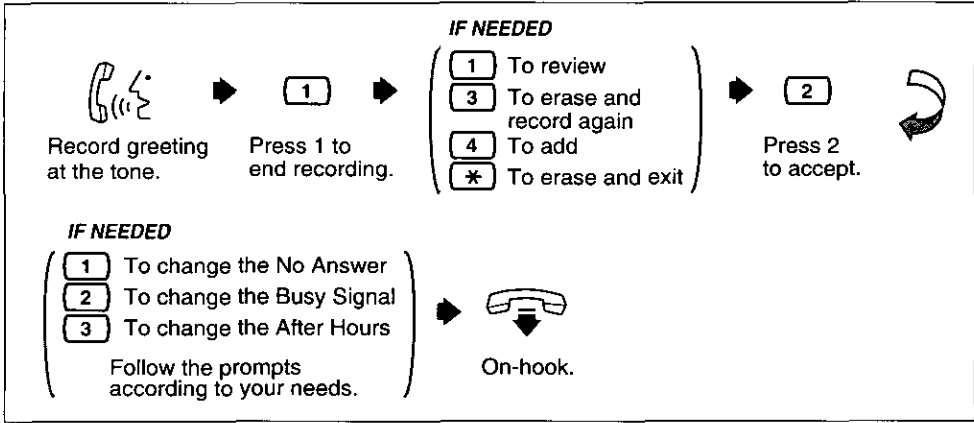 IF NEEDED
1 To review
3 To erase and
record again
4 To add
* To erase and exit
1
2
Record greeting
at the tone.
Press 1 to
end recording.
Press 2
to accept.
IF NEEDED
1 To change the No Answer
2 To change the Busy Signal
3 To change the After Hours
Follow the prompts
according to your needs.
On-hook.